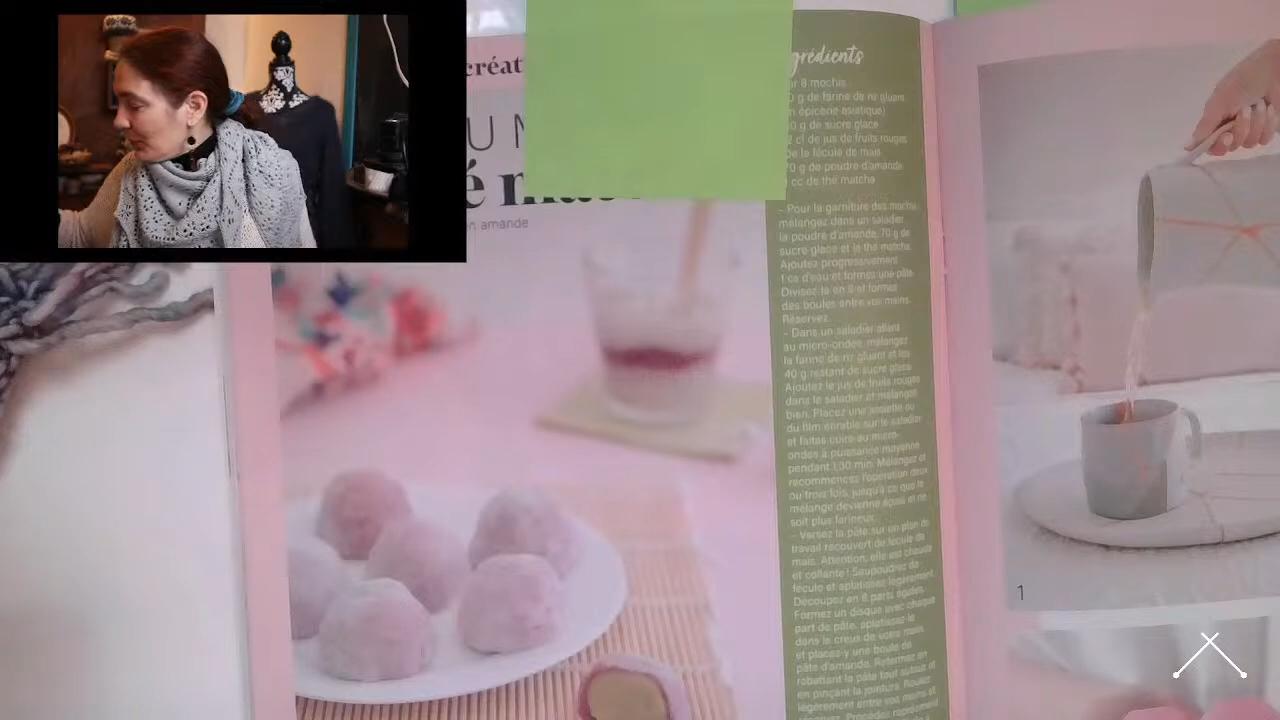 créat
UM
é
en amande
grédients
8 mochis
g de farine de riz gluant
épicerie asiatique)
g de sucre glace
cl de jus de fruits rouges
de la fécule de maïs
70 g de poudre d'amande
cc de thé matcha
- Pour la garniture des mochis
mélangez dans un saladier
la poudre d'amande, 70 g de
sucre glace et le thé matcha.
Ajoutez progressivement
1 ca d'eau et formez une pâte.
Divisez-la en 8 et formes
des boules entre vos mains.
Réservez.
- Dans un saladier allant
au micro-ondes, mélangez
la farine de riz gluant et les
40 g restant de sucre glace.
Ajoutez le jus de fruits rouges
dans le saladier et mélangez
bien. Placez une assiette ou
du film étirable sur le saladier
et faites cuire au micro-
ondes à puissance moyenne
pendant 1,30 min. Mélangez et
recommencez l'opération deux
ou trois fois, jusqu'à ce que le
mélange devienne épais et ne
soit plus farineux.
- Versez la pâte sur un plan de
travail recouvert de fécule de
maïs. Attention, elle est chaude
et collante ! Saupoudrez de
fécule et aplatissez légèrement.
Découpez en 8 parts égales.
Formez un disque avec chaque
part de pâte, aplatissez-le
dans le creux de votre main
et placez-y une boule de
pâte d'amande. Refermez en
rabattant la pâte tout autour et
en pinçant la jointure. Roulez
légèrement entre vos mains et
réservez. Procédez rapidement
1